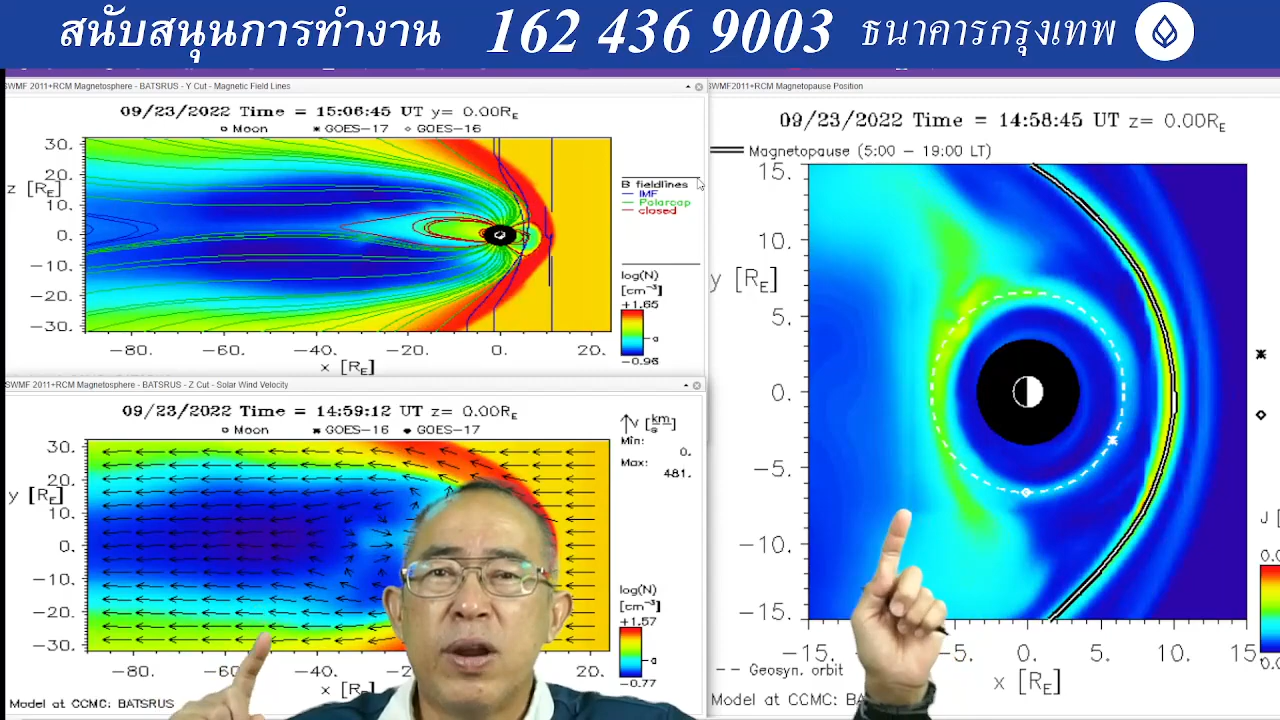 สนับสนุนการทำงาน 162 436 9003 ธนาคารกรุงเทพ
SWMF 2011+RCM Magnetosphere - BATSRUS - Y Cut - Magnetic Field Lines
09/23/2022 Time = 15:06:45 UT y= 0.00RE
Moon GOES-17 GOES-16
30.
20.
z [RE]
10.
0.
−10.
−20.
−30.
−80. −60. −40. −20. 0. 20.
x [RE]
B fieldlines
IMF
Polarcap
closed
log(N)
[cm⁻³]
+1.65
−0.96
SWMF 2011+RCM Magnetosphere - BATSRUS - Z Cut - Solar Wind Velocity
09/23/2022 Time = 14:59:12 UT z= 0.00RE
Moon GOES-16 GOES-17
V [km/s]
Min:
0.
Max:
481.
30.
20.
y [RE]
10.
0.
−10.
−20.
−30.
−80. −60. −40. 20.
x [RE]
log(N)
[cm⁻³]
+1.57
−0.77
Model at CCMC: BATSRUS
SWMF 2011+RCM Magnetopause Position
09/23/2022 Time = 14:58:45 UT z= 0.00RE
Magnetopause (5:00 − 19:00 LT)
15.
10.
y [RE]
5.
0.
−5.
−10.
−15.
−15. −5. 0. 5. 10. 15
x [RE]
Geosyn. orbit
Model at CCMC: BA
J [
0.0
0.0